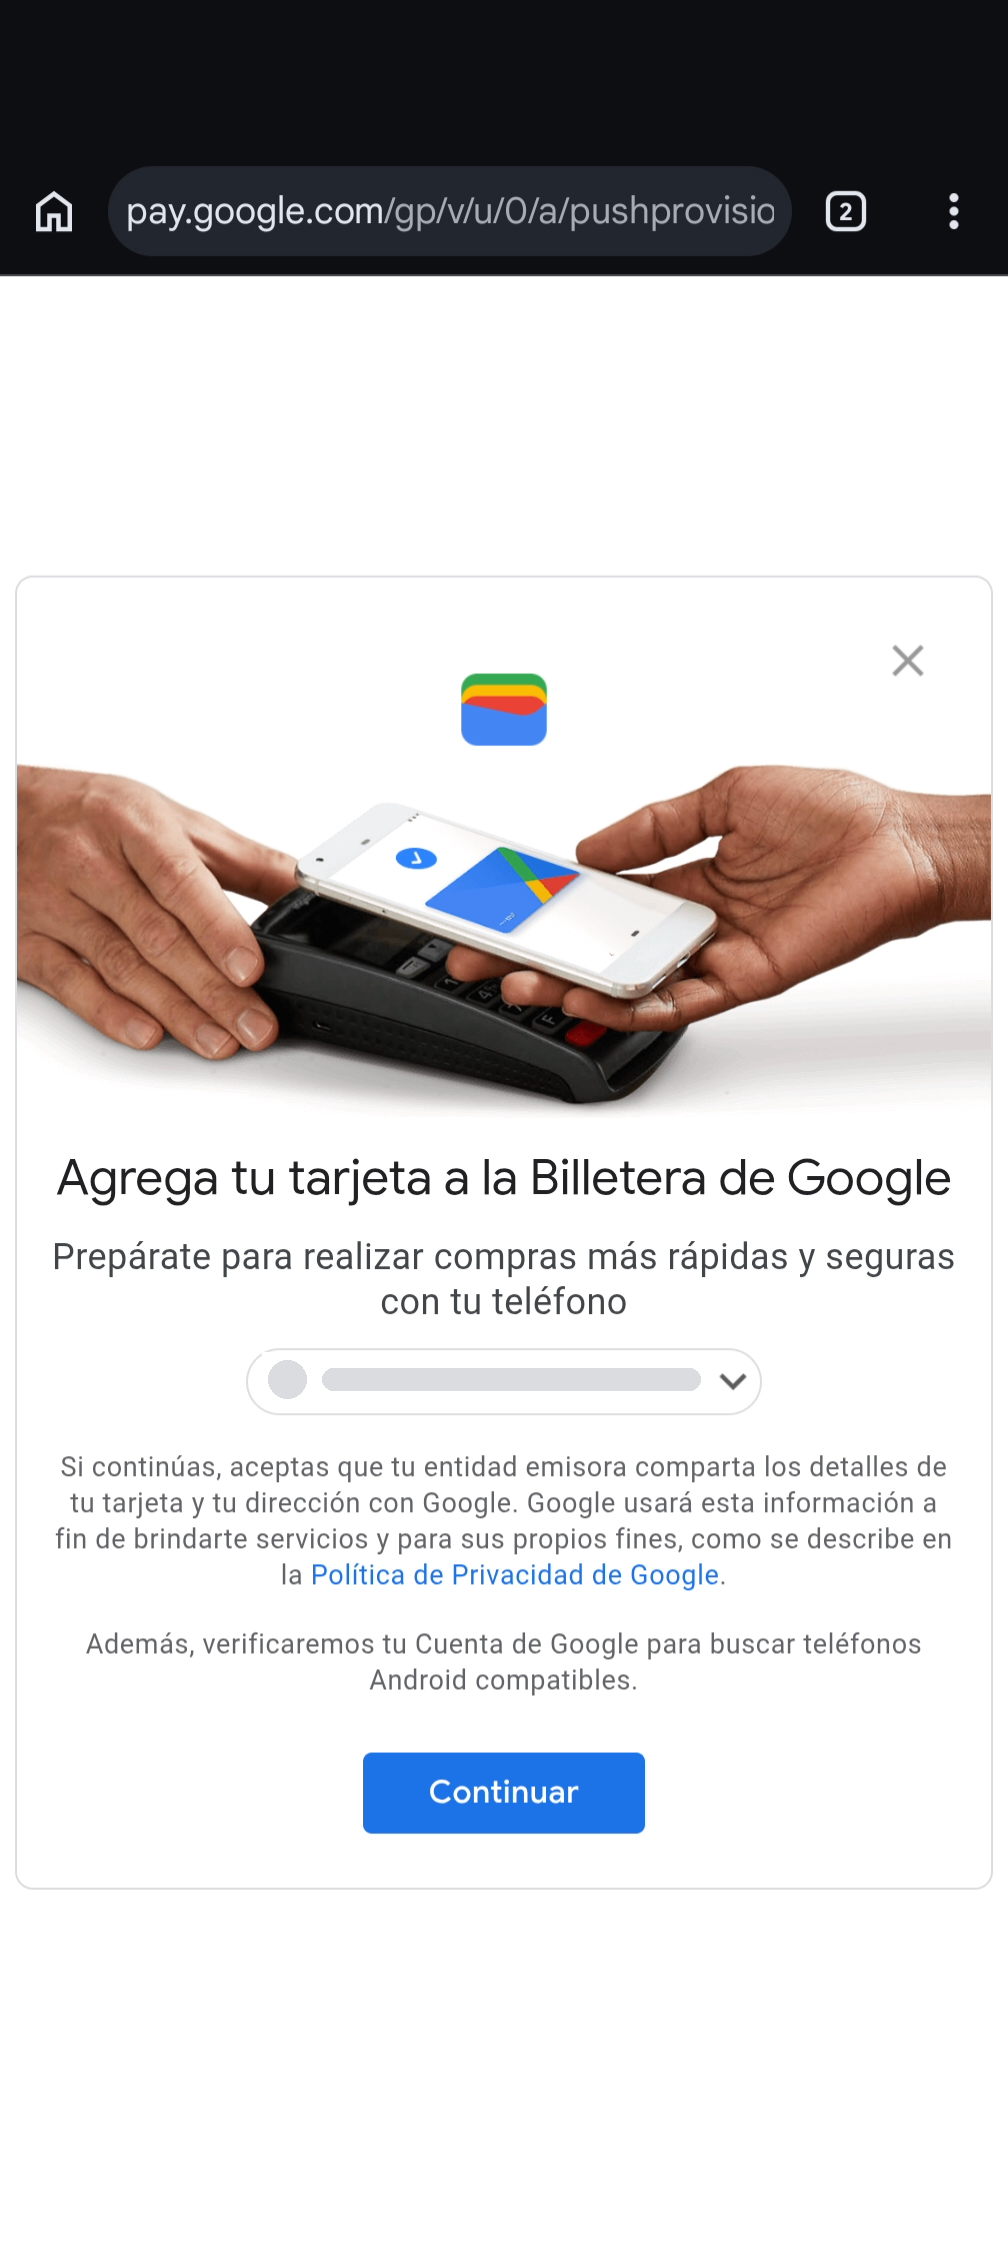 pay.google.com/gp/v/u/0/a/pushprovisio
2
Agrega tu tarjeta a la Billetera de Google
Prepárate para realizar compras más rápidas y seguras
con tu teléfono
Si continúas, aceptas que tu entidad emisora comparta los detalles de
tu tarjeta y tu dirección con Google. Google usará esta información a
fin de brindarte servicios y para sus propios fines, como se describe en
la Política de Privacidad de Google.
Además, verificaremos tu Cuenta de Google para buscar teléfonos
Android compatibles.
Continuar